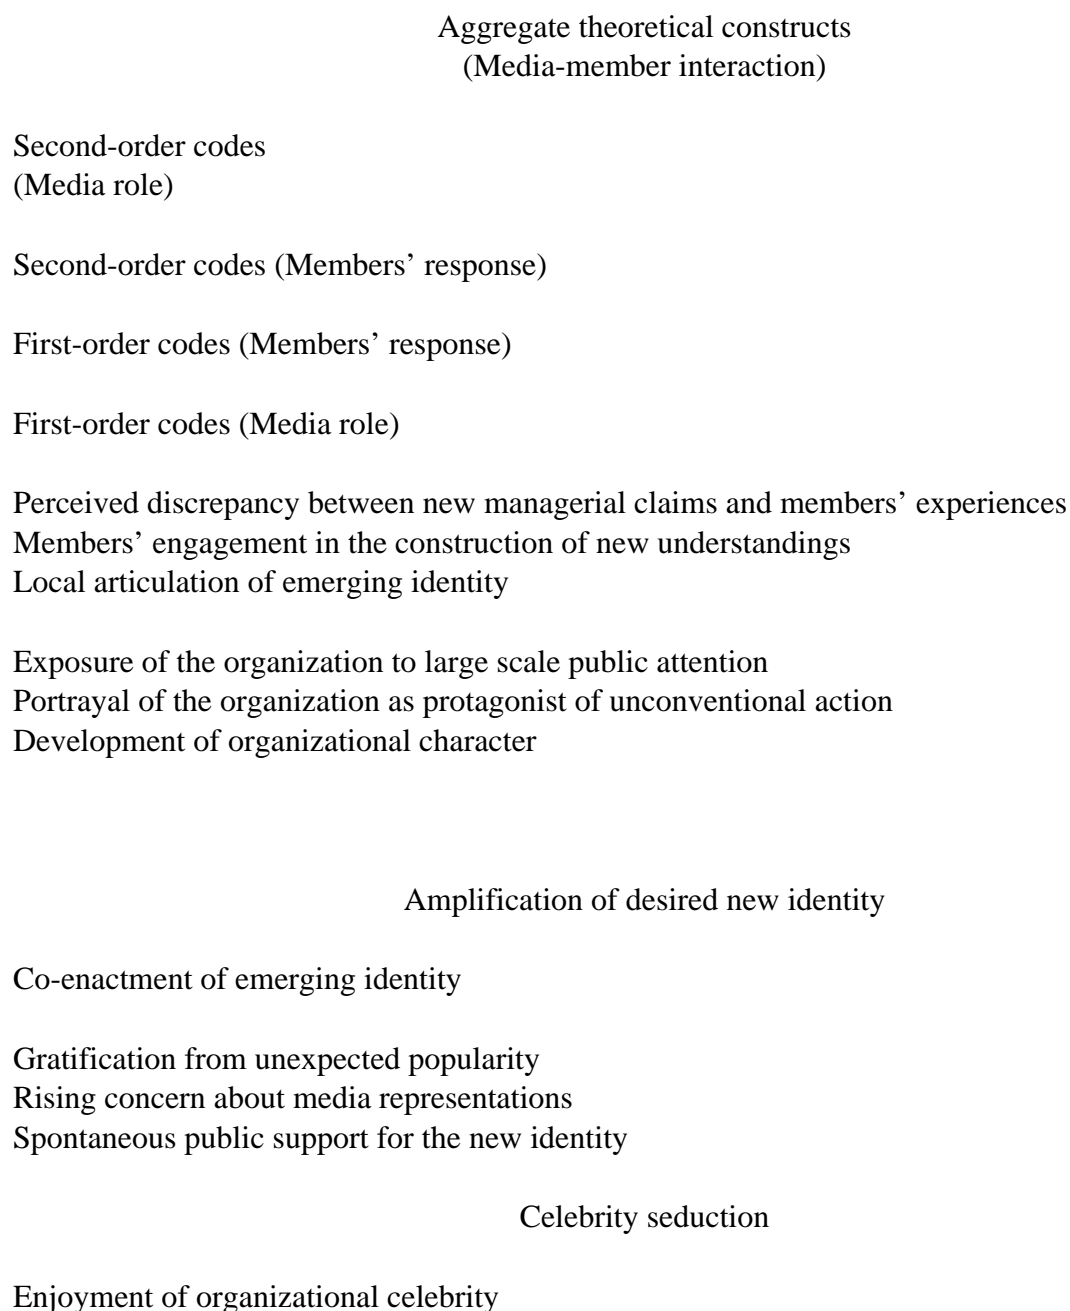 Aggregate theoretical constructs
(Media-member interaction)
Second-order codes
(Media role)
Second-order codes (Members’ response)
First-order codes (Members’ response)
First-order codes (Media role)
Perceived discrepancy between new managerial claims and members’ experiences
Members’ engagement in the construction of new understandings
Local articulation of emerging identity
Exposure of the organization to large scale public attention
Portrayal of the organization as protagonist of unconventional action
Development of organizational character
Amplification of desired new identity
Co-enactment of emerging identity
Gratification from unexpected popularity
Rising concern about media representations
Spontaneous public support for the new identity
Celebrity seduction
Enjoyment of organizational celebrity